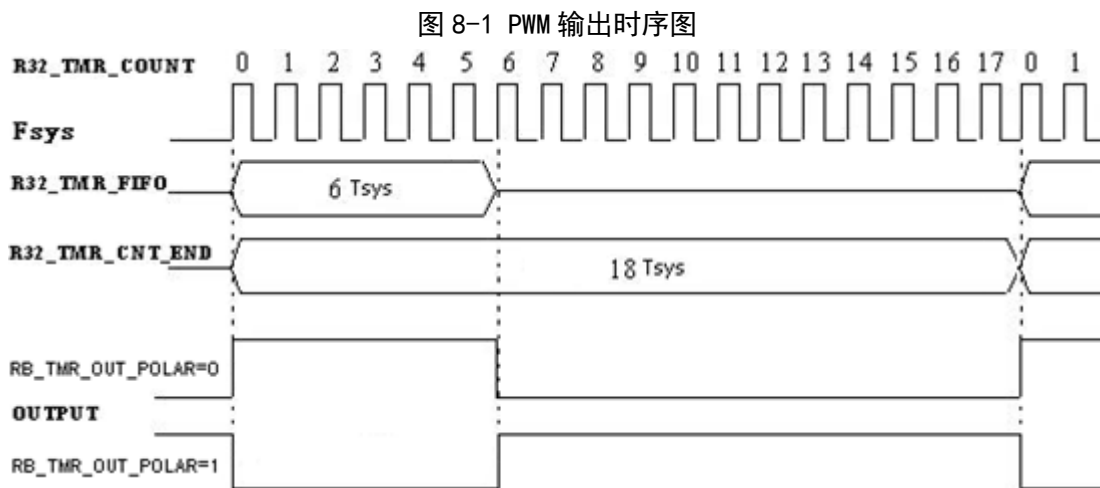 图 8-1 PWM 输出时序图
R32_TMR_COUNT 0 1 2 3 4 5 6 7 8 9 10 11 12 13 14 15 16 17 0 1
Fsys
R32_TMR_FIFO 6 Tsys
R32_TMR_CNT_END 18 Tsys
RB_TMR_OUT_POLAR=0
OUTPUT
RB_TMR_OUT_POLAR=1